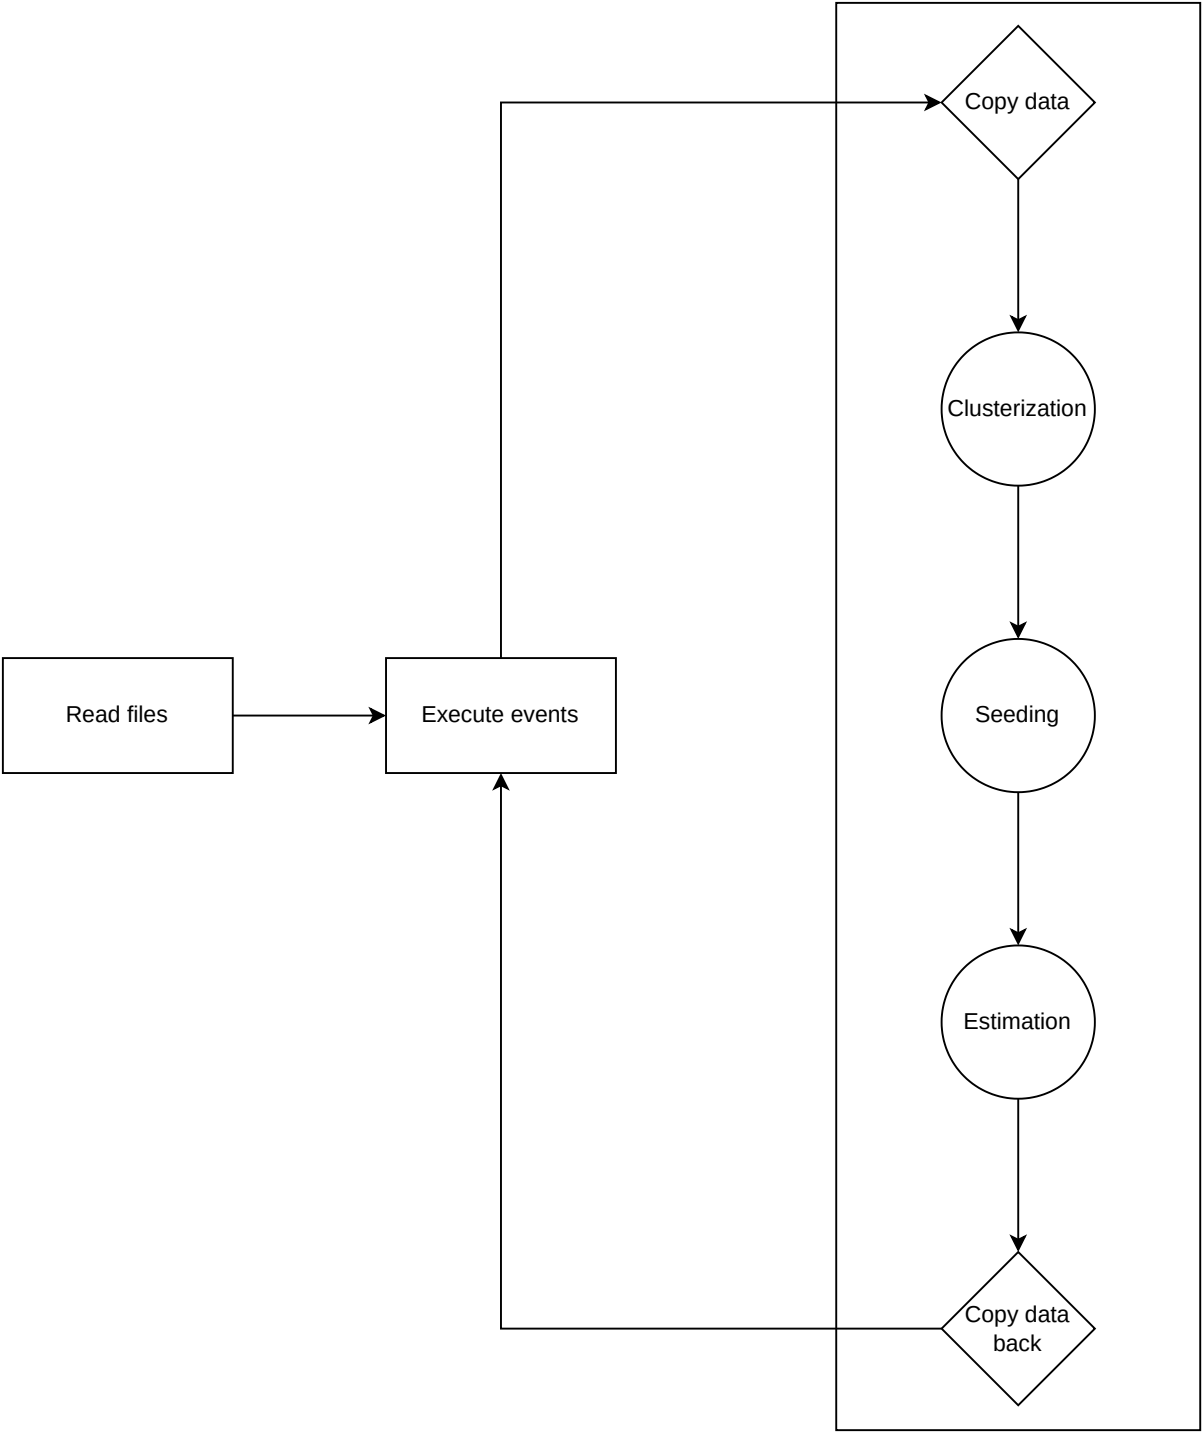 Copy data
Clusterization
Read files
Execute events
Seeding
Estimation
Copy data
back